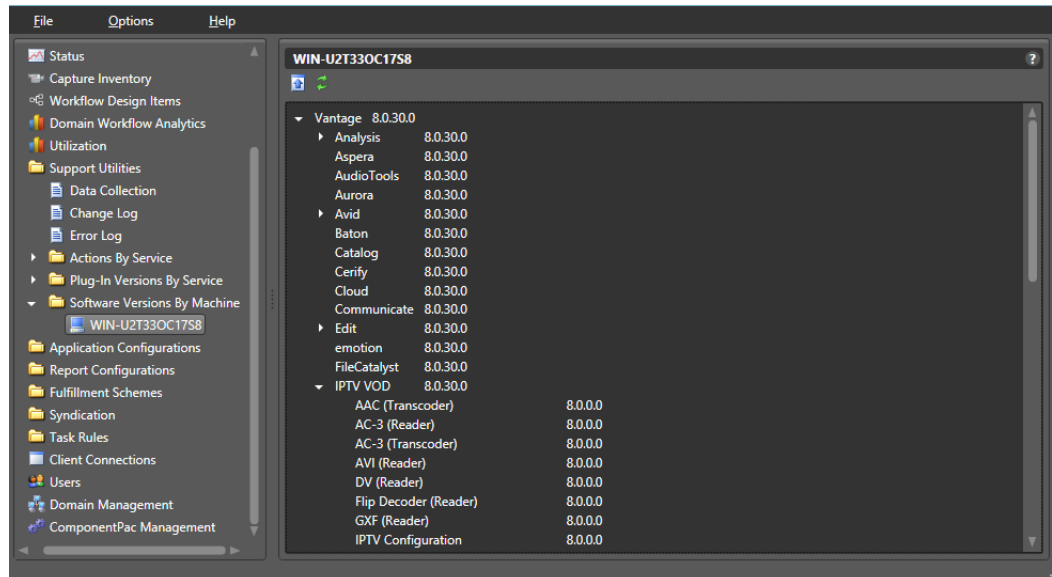 File Options Help
Status
Capture Inventory
Workflow Design Items
Domain Workflow Analytics
Utilization
Support Utilities
Data Collection
Change Log
Error Log
Actions By Service
Plug-In Versions By Service
Software Versions By Machine
WIN-U2T33OC17S8
Application Configurations
Report Configurations
Fulfillment Schemes
Syndication
Task Rules
Client Connections
Users
Domain Management
ComponentPac Management
WIN-U2T33OC17S8 ?
Vantage 8.0.30.0
Analysis 8.0.30.0
Aspera 8.0.30.0
AudioTools 8.0.30.0
Aurora 8.0.30.0
Avid 8.0.30.0
Baton 8.0.30.0
Catalog 8.0.30.0
Cerify 8.0.30.0
Cloud 8.0.30.0
Communicate 8.0.30.0
Edit 8.0.30.0
emotion 8.0.30.0
FileCatalyst 8.0.30.0
IPTV VOD 8.0.30.0
AAC (Transcoder) 8.0.0.0
AC-3 (Reader) 8.0.0.0
AC-3 (Transcoder) 8.0.0.0
AVI (Reader) 8.0.0.0
DV (Reader) 8.0.0.0
Flip Decoder (Reader) 8.0.0.0
GXF (Reader) 8.0.0.0
IPTV Configuration 8.0.0.0